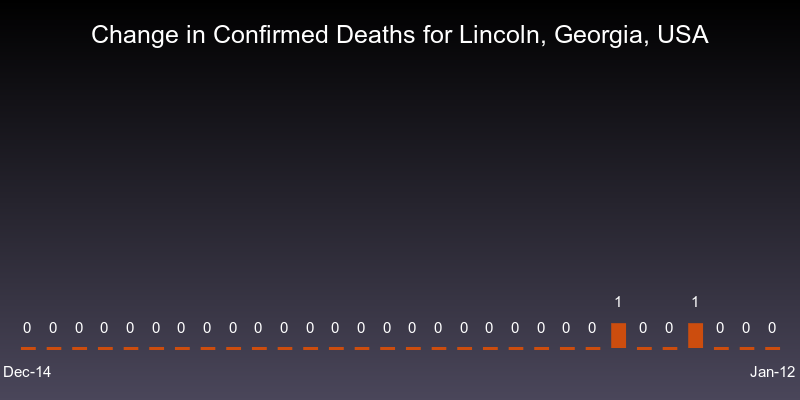 Change in Confirmed Deaths for Lincoln, Georgia, USA
1 1
0 0 0 0 0 0 0 0 0 0 0 0 0 0 0 0 0 0 0 0 0 0 0 0 0 0 0 0
Dec-14 Jan-12